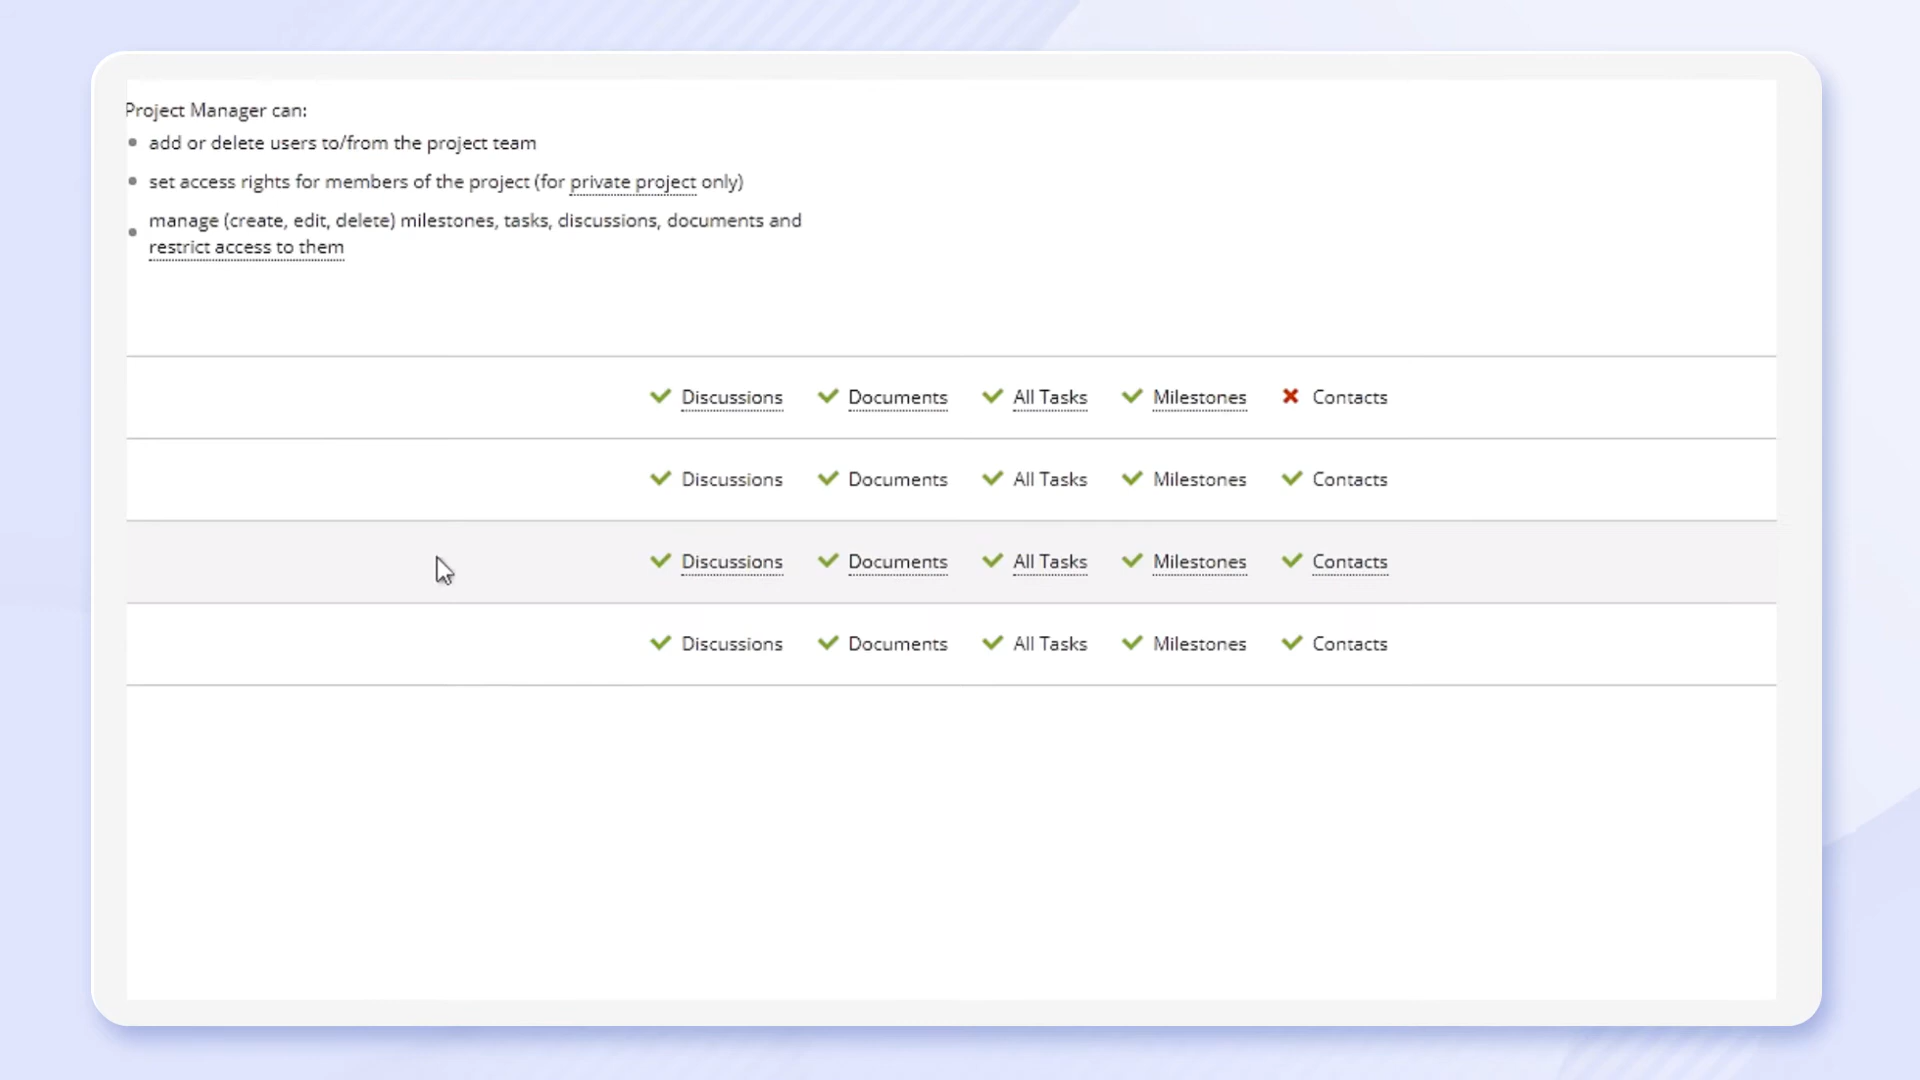 Project Manager can:
add or delete users to/from the project team
set access rights for members of the project (for private project only)
manage (create, edit, delete) milestones, tasks, discussions, documents and
restrict access to them
Discussions Documents All Tasks Milestones Contacts
Discussions Documents All Tasks Milestones Contacts
Discussions Documents All Tasks Milestones Contacts
Discussions Documents All Tasks Milestones Contacts